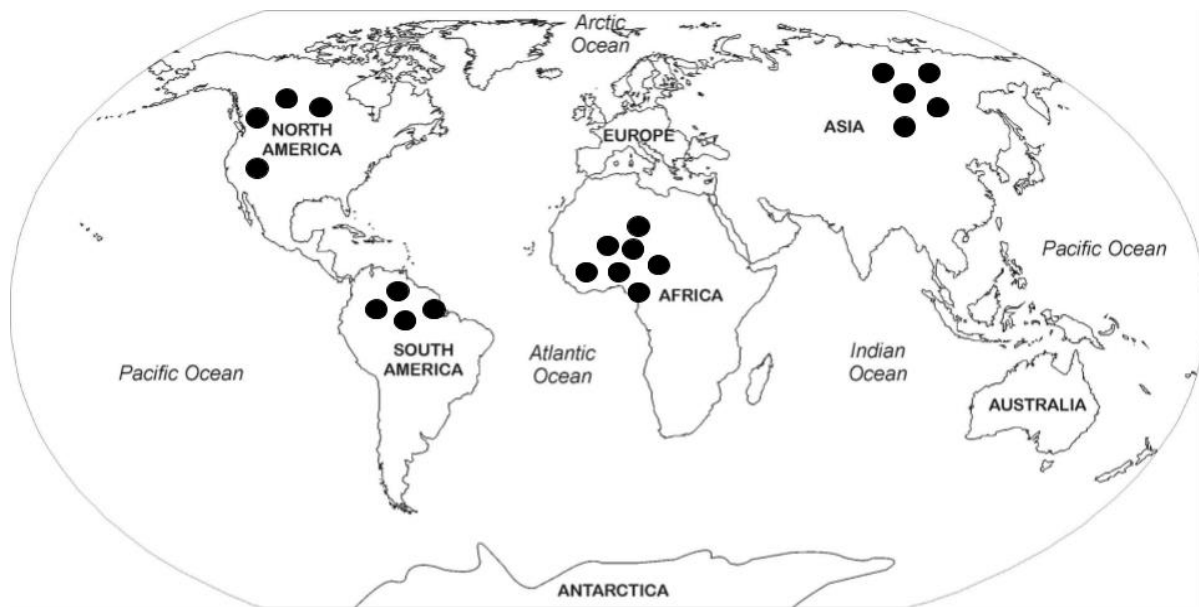 Arctic
Ocean
NORTH
AMERICA
EUROPE
ASIA
Pacific Ocean
AFRICA
SOUTH
AMERICA
Atlantic
Ocean
Indian
Ocean
Pacific Ocean
AUSTRALIA
ANTARCTICA